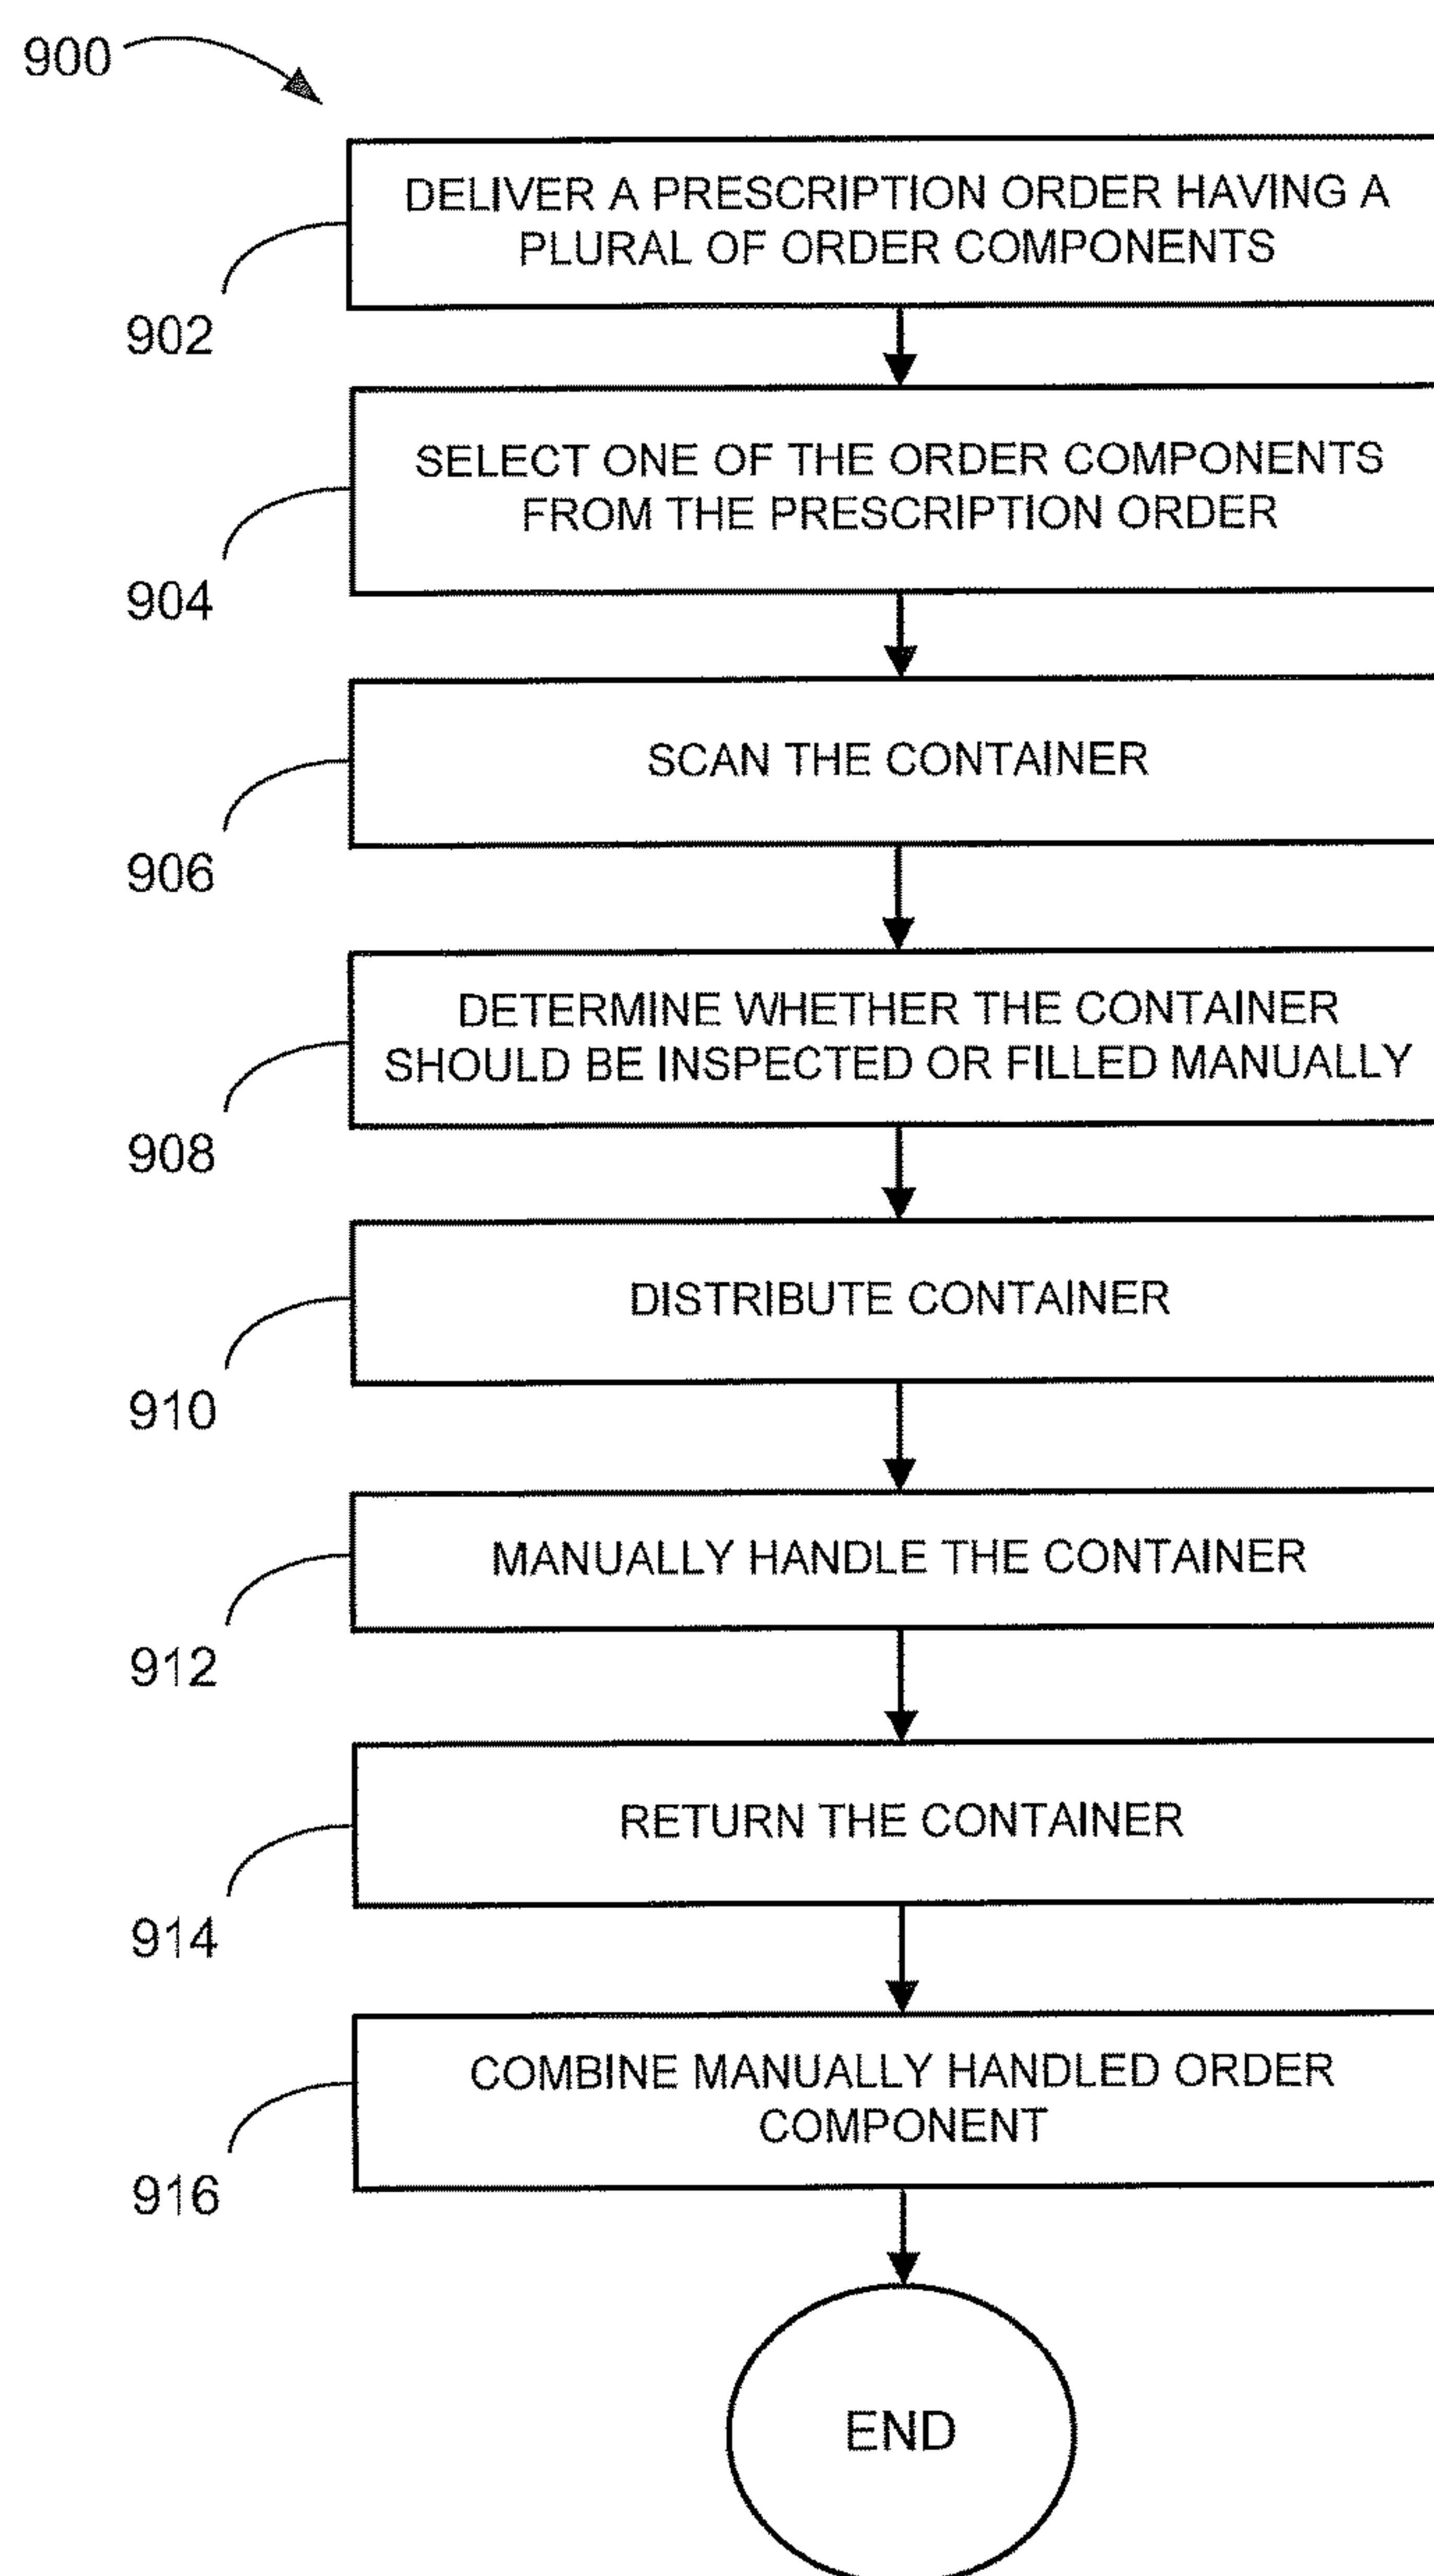 900
DELIVER A PRESCRIPTION ORDER HAVING A
PLURAL OF ORDER COMPONENTS
902
SELECT ONE OF THE ORDER COMPONENTS
FROM THE PRESCRIPTION ORDER
904
SCAN THE CONTAINER
906
DETERMINE WHETHER THE CONTAINER
SHOULD BE INSPECTED OR FILLED MANUALLY
908
DISTRIBUTE CONTAINER
910
MANUALLY HANDLE THE CONTAINER
912
RETURN THE CONTAINER
914
COMBINE MANUALLY HANDLED ORDER
COMPONENT
916
END